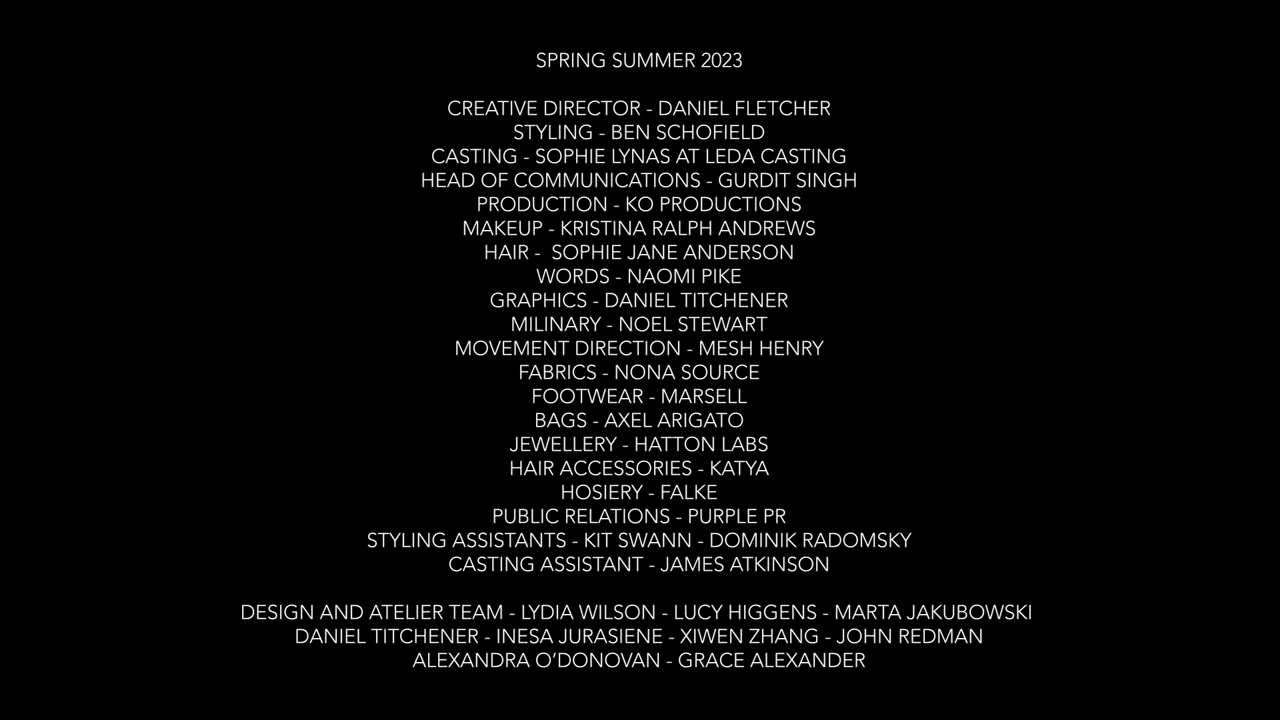 SPRING SUMMER 2023
CREATIVE DIRECTOR - DANIEL FLETCHER
STYLING - BEN SCHOFIELD
CASTING - SOPHIE LYNAS AT LEDA CASTING
HEAD OF COMMUNICATIONS - GURDIT SINGH
PRODUCTION - KO PRODUCTIONS
MAKEUP - KRISTINA RALPH ANDREWS
HAIR -  SOPHIE JANE ANDERSON
WORDS - NAOMI PIKE
GRAPHICS - DANIEL TITCHENER
MILINARY - NOEL STEWART
MOVEMENT DIRECTION - MESH HENRY
FABRICS - NONA SOURCE
FOOTWEAR - MARSELL
BAGS - AXEL ARIGATO
JEWELLERY - HATTON LABS
HAIR ACCESSORIES - KATYA
HOSIERY - FALKE
PUBLIC RELATIONS - PURPLE PR
STYLING ASSISTANTS - KIT SWANN - DOMINIK RADOMSKY
CASTING ASSISTANT - JAMES ATKINSON
DESIGN AND ATELIER TEAM - LYDIA WILSON - LUCY HIGGENS - MARTA JAKUBOWSKI
DANIEL TITCHENER - INESA JURASIENE - XIWEN ZHANG - JOHN REDMAN
ALEXANDRA O’DONOVAN - GRACE ALEXANDER